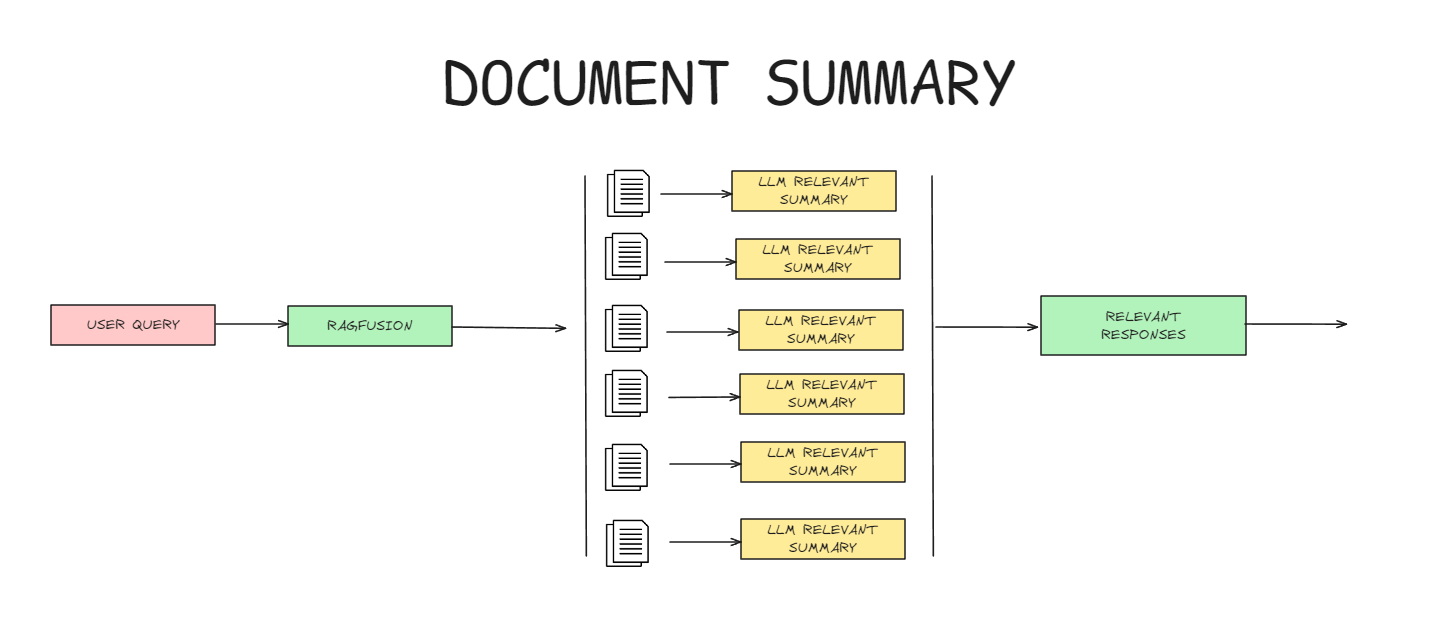 DOCUMENT SUMMARY
LLM RELEVANT
SUMMARY
LLM RELEVANT
SUMMARY
USER QUERY
RAGFUSION
LLM RELEVANT
SUMMARY
RELEVANT
RESPONSES
LLM RELEVANT
SUMMARY
LLM RELEVANT
SUMMARY
LLM RELEVANT
SUMMARY